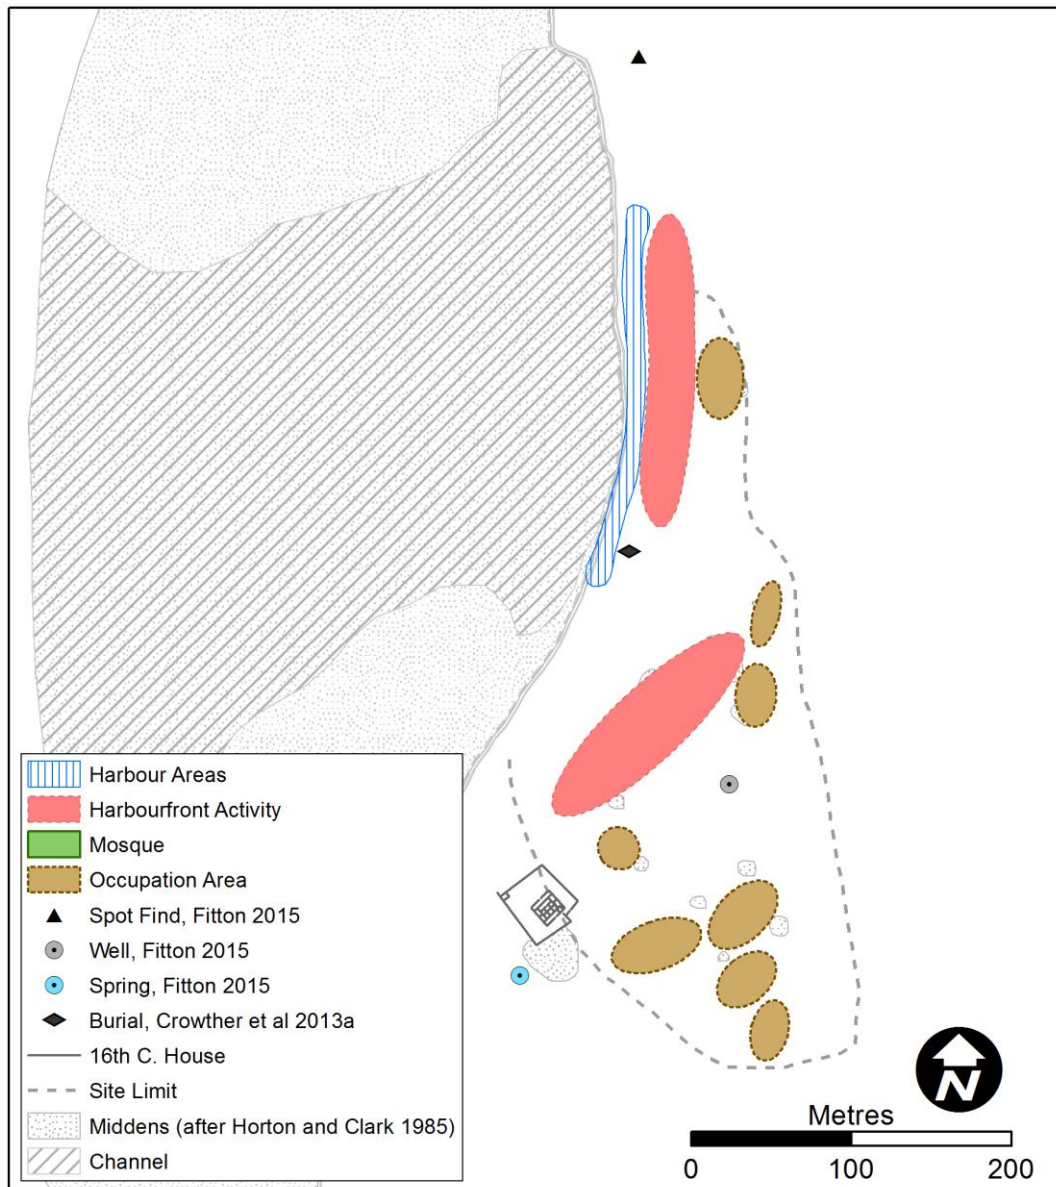 Harbour Areas
Harbourfront Activity
Mosque
Occupation Area
Spot Find, Fitton 2015
Well, Fitton 2015
Spring, Fitton 2015
Burial, Crowther et al 2013a
16th C. House
Site Limit
Middens (after Horton and Clark 1985)
Channel
N
Metres
0 100 200